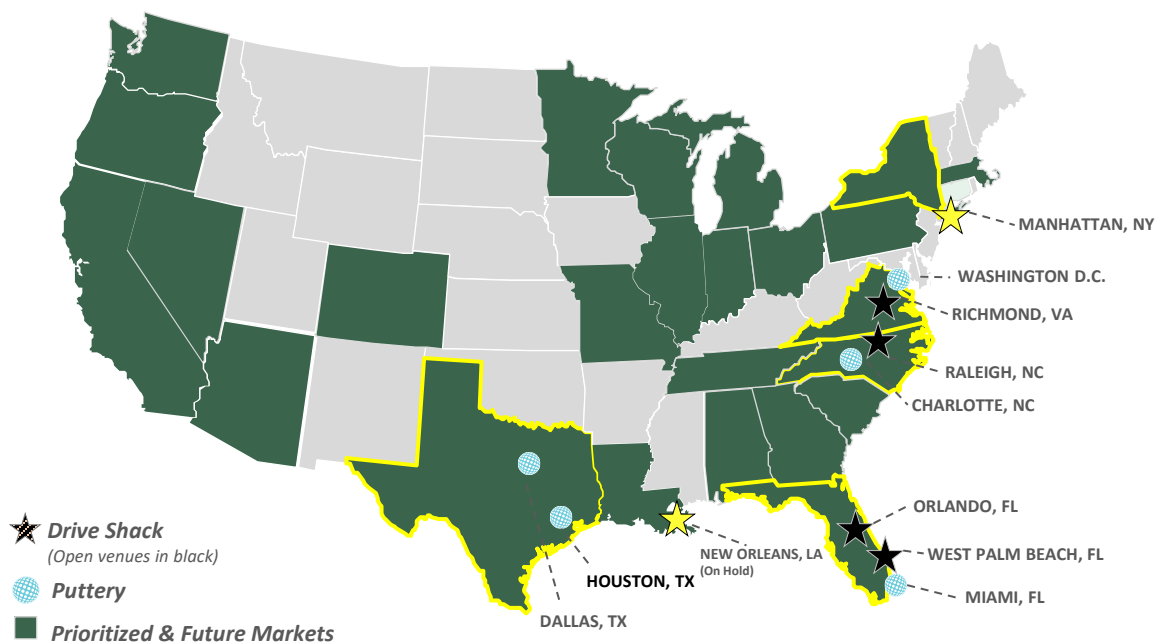 MANHATTAN, NY
WASHINGTON D.C.
RICHMOND, VA
RALEIGH, NC
CHARLOTTE, NC
ORLANDO, FL
WEST PALM BEACH, FL
MIAMI, FL
NEW ORLEANS, LA
(On Hold)
HOUSTON, TX
DALLAS, TX
Drive Shack
(Open venues in black)
Puttery
Prioritized & Future Markets